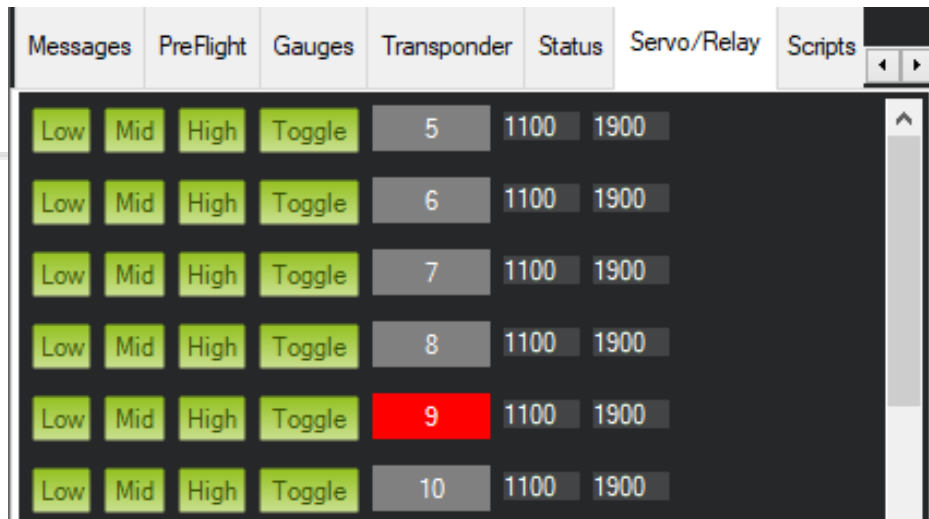 Messages PreFlight Gauges Transponder Status Servo/Relay Scripts
Low Mid High Toggle 5 1100 1900
Low Mid High Toggle 6 1100 1900
Low Mid High Toggle 7 1100 1900
Low Mid High Toggle 8 1100 1900
Low Mid High Toggle 9 1100 1900
Low Mid High Toggle 10 1100 1900